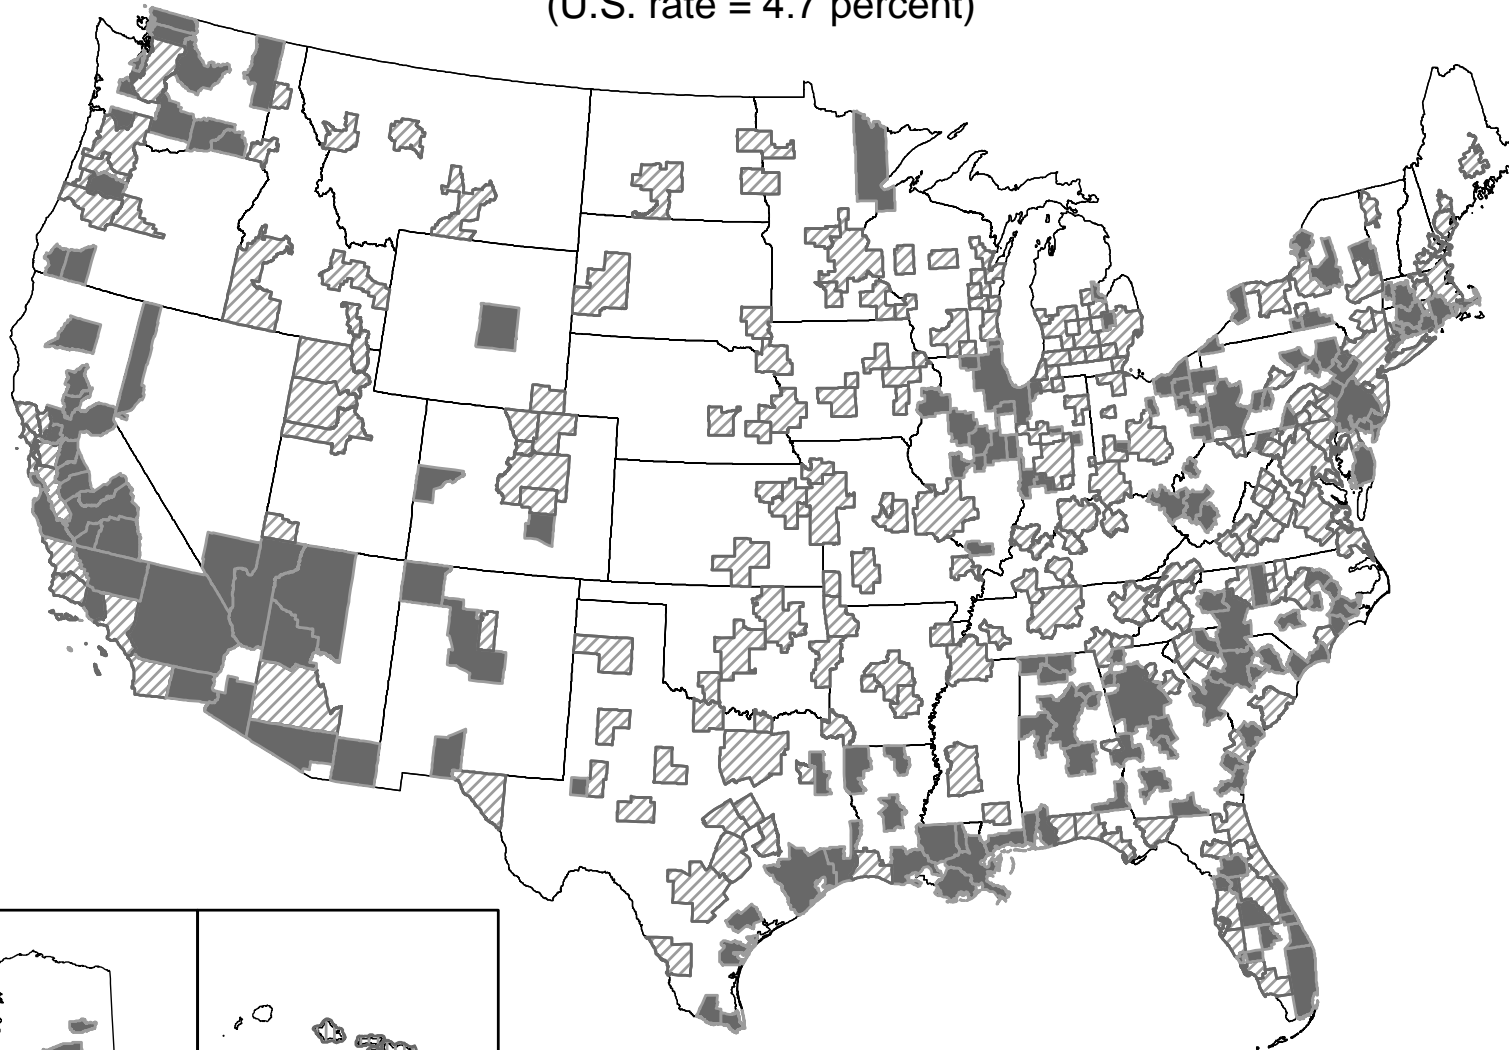 (U.S. rate = 4.7 percent)